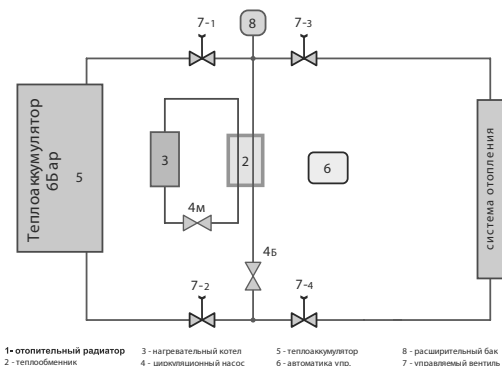 7-1
8
7-3
Теплоаккумулятор
6Бар
5
3
2
6
система отопления
4м
4Б
7-2
7-4
1- отопительный радиатор
3 - нагревательный котел
5 - теплоаккумулятор
8 - расширительный бак
2 - теплообменник
4 - циркуляционный насос
6 - автоматика упр.
7 - управляемый вентиль